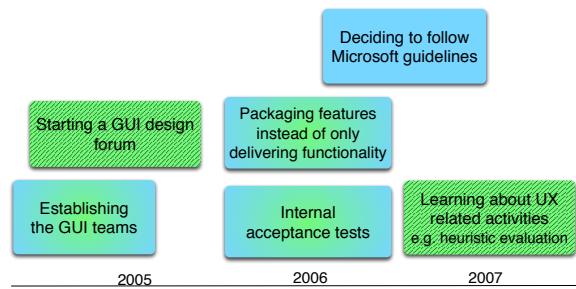 Deciding to follow
Microsoft guidelines
Starting a GUI design
forum
Packaging features
instead of only
delivering functionality
Establishing
the GUI teams
Internal
acceptance tests
Learning about UX
related activities
e.g. heuristic evaluation
2005
2006
2007